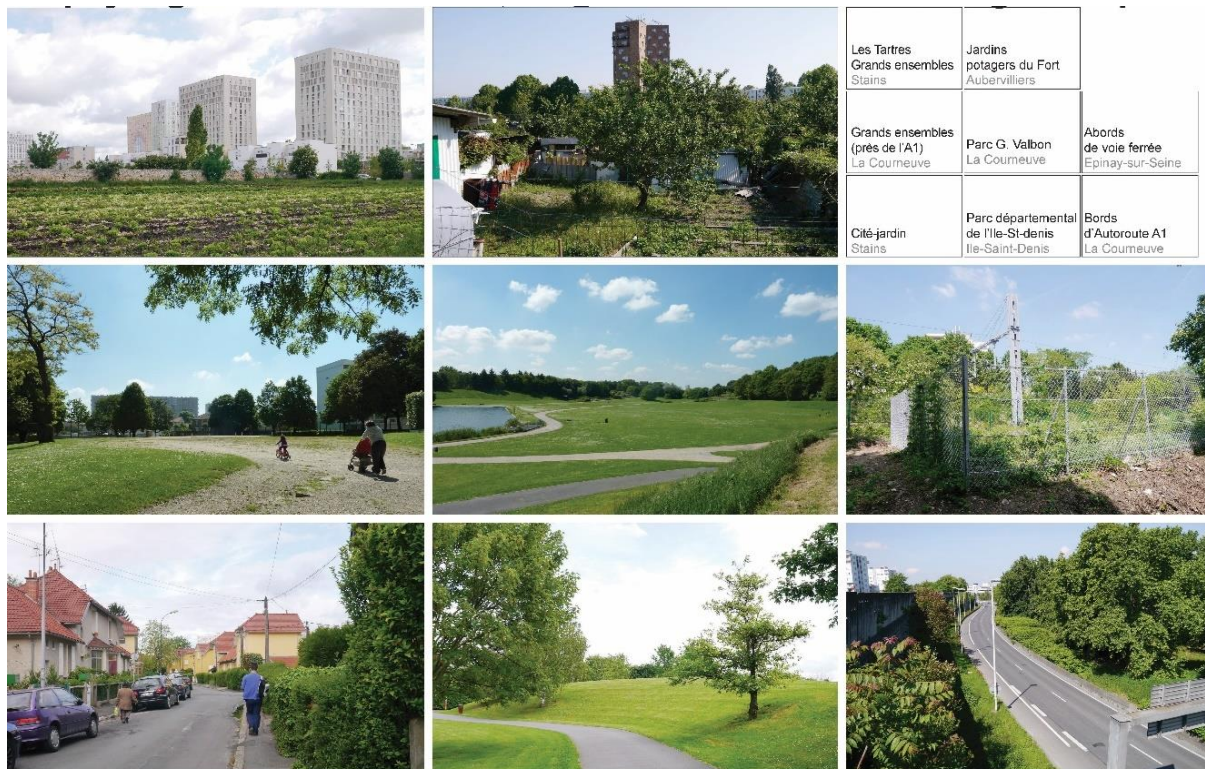 Les Tartres
Grands ensembles
Stains
Jardins
potagers du Fort
Aubervilliers
Grands ensembles
(près de l'A1)
La Courneuve
Parc G. Valbon
La Courneuve
Abords
de voie ferrée
Epinay-sur-Seine
Cité-jardin
Stains
Parc départemental
de l'Ile-St-denis
Ile-Saint-Denis
Bords
d'Autoroute A1
La Courneuve